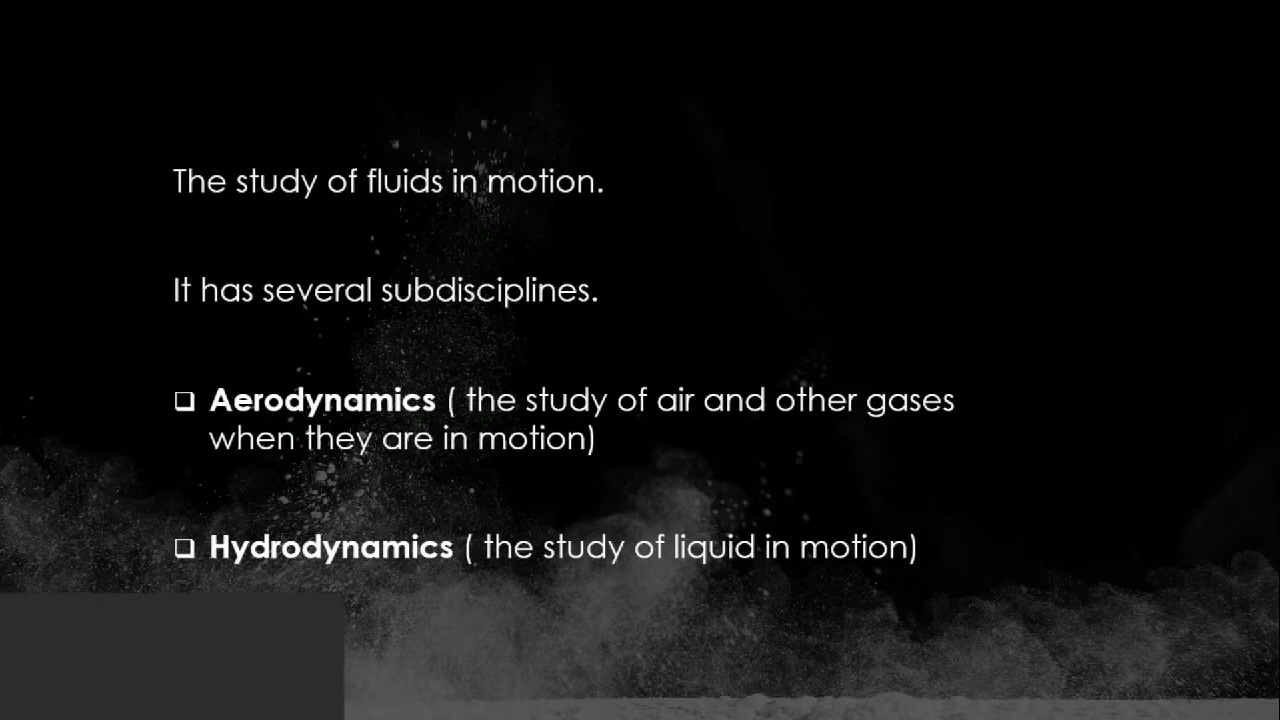 The study of fluids in motion.
It has several subdisciplines.
❑ Aerodynamics ( the study of air and other gases
when they are in motion)
❑ Hydrodynamics ( the study of liquid in motion)